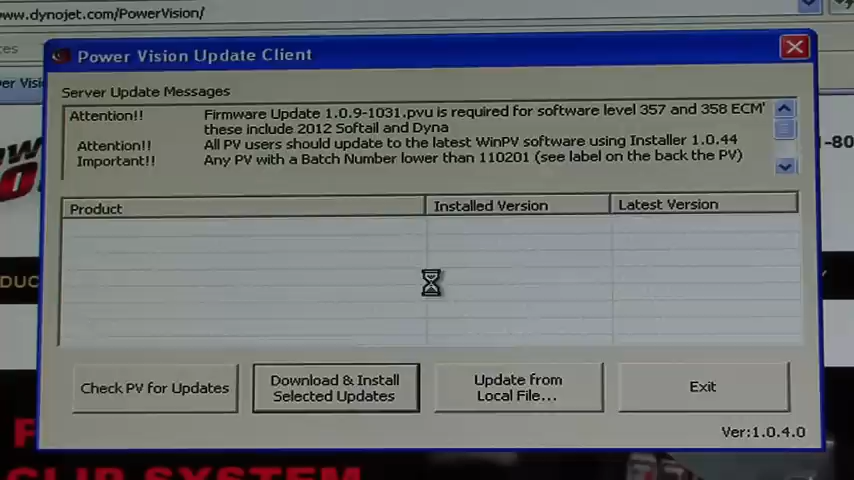 www.dynojet.com/PowerVision/
Power Vision Update Client
Server Update Messages
Attention!! Firmware Update 1.0.9-1031.pvu is required for software level 357 and 358 ECM'
these include 2012 Softail and Dyna
Attention!! All PV users should update to the latest WinPV software using Installer 1.0.44
Important!! Any PV with a Batch Number lower than 110201 (see label on the back the PV)
Product Installed Version Latest Version
Check PV for Updates
Download & Install
Selected Updates
Update from
Local File...
Exit
Ver:1.0.4.0